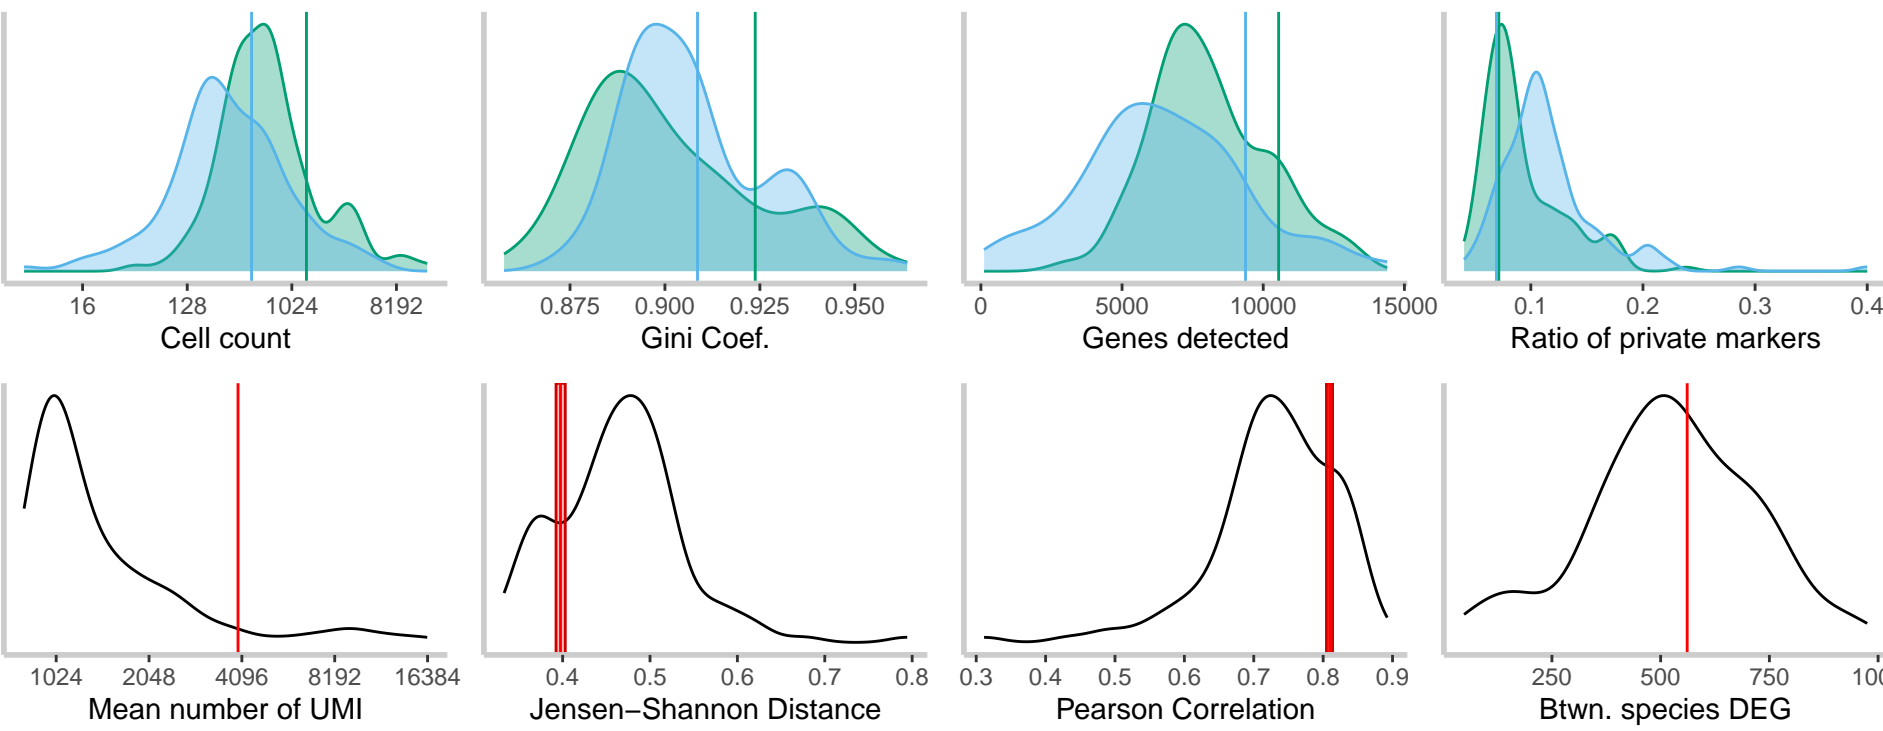 16 128 1024 8192
Cell count
0.875 0.900 0.925 0.950
Gini Coef.
0 5000 10000 15000
Genes detected
0.1 0.2 0.3 0.4
Ratio of private markers
1024 2048 4096 8192 16384
Mean number of UMI
0.4 0.5 0.6 0.7 0.8
Jensen−Shannon Distance
0.3 0.4 0.5 0.6 0.7 0.8 0.9
Pearson Correlation
250 500 750 100
Btwn. species DEG